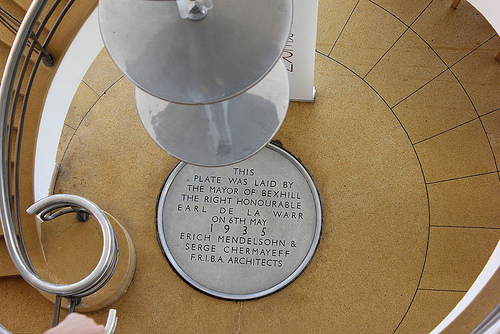 THIS
PLATE WAS LAID BY
THE MAYOR OF BEXHILL
THE RIGHT HONOURABLE
EARL DE LA WARR
ON 6TH MAY
1935
ERICH MENDELSOHN &
SERGE CHERMAYEFF
F.R.I.B.A. ARCHITECTS